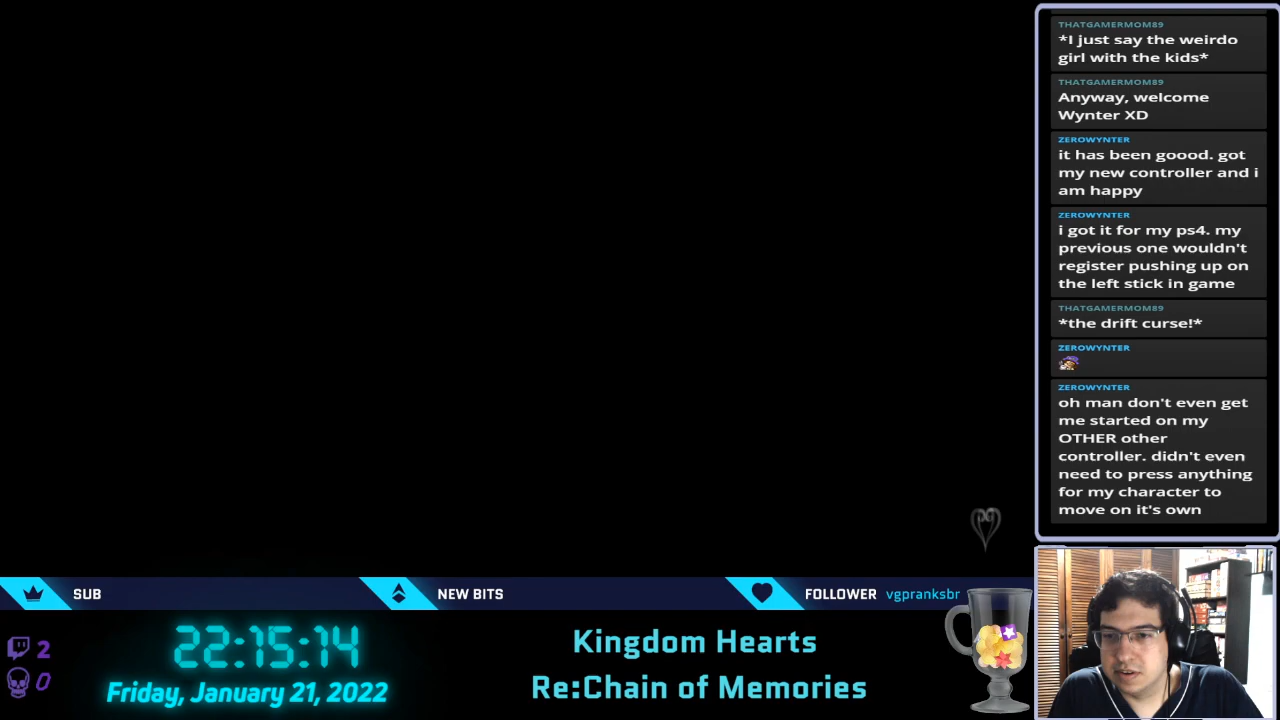 THATGAMERMOM89
*I just say the weirdo
girl with the kids*
THATGAMERMOM89
Anyway, welcome
Wynter XD
ZEROWYNTER
it has been goood. got
my new controller and i
am happy
ZEROWYNTER
i got it for my ps4. my
previous one wouldn't
register pushing up on
the left stick in game
THATGAMERMOM89
*the drift curse!*
ZEROWYNTER
ZEROWYNTER
oh man don't even get
me started on my
OTHER other
controller. didn't even
need to press anything
for my character to
move on it's own
SUB
NEW BITS
FOLLOWER vgpranksbr
2
0
22:15:14
Friday, January 21, 2022
Kingdom Hearts
Re:Chain of Memories